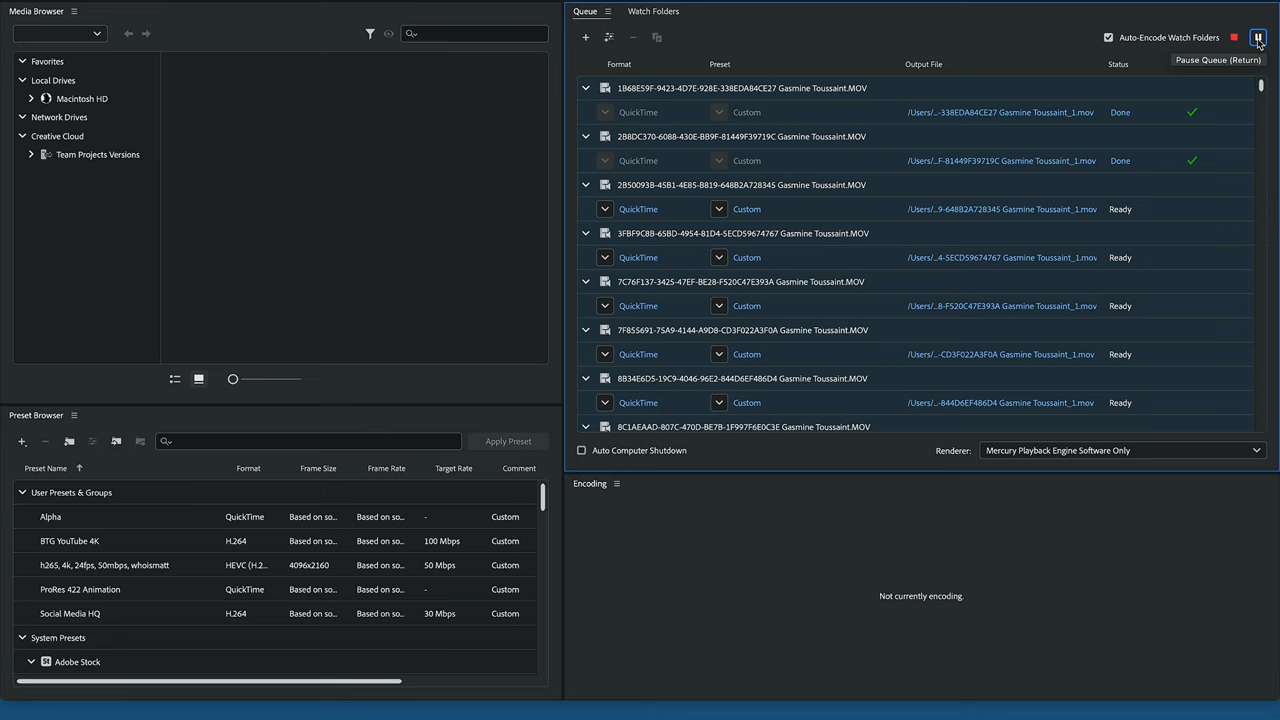 Media Browser
Favorites
Local Drives
Macintosh HD
Network Drives
Creative Cloud
Team Projects Versions
Preset Browser
Apply Preset
Preset Name Format Frame Size Frame Rate Target Rate Comment
User Presets & Groups
Alpha QuickTime Based on so... Based on so... - Custom
BTG YouTube 4K H.264 Based on so... Based on so... 100 Mbps Custom
h265, 4k, 24fps, 50mbps, whoismatt HEVC (H.2... 4096x2160 Based on so... 50 Mbps Custom
ProRes 422 Animation QuickTime Based on so... Based on so... - Custom
Social Media HQ H.264 Based on so... Based on so... 30 Mbps Custom
System Presets
St Adobe Stock
Queue Watch Folders
Auto-Encode Watch Folders
Pause Queue (Return)
Format Preset Output File Status
1B68E59F-9423-4D7E-928E-338EDA84CE27 Gasmine Toussaint.MOV
QuickTime Custom /Users/...-338EDA84CE27 Gasmine Toussaint_1.mov Done
2B8DC370-6088-430E-BB9F-81449F39719C Gasmine Toussaint.MOV
QuickTime Custom /Users/...F-81449F39719C Gasmine Toussaint_1.mov Done
2B50093B-45B1-4E85-B819-648B2A728345 Gasmine Toussaint.MOV
QuickTime Custom /Users/...9-648B2A728345 Gasmine Toussaint_1.mov Ready
3FBF9C8B-65BD-4954-81D4-5ECD59674767 Gasmine Toussaint.MOV
QuickTime Custom /Users/...4-5ECD59674767 Gasmine Toussaint_1.mov Ready
7C76F137-3425-47EF-BE28-F520C47E393A Gasmine Toussaint.MOV
QuickTime Custom /Users/...8-F520C47E393A Gasmine Toussaint_1.mov Ready
7F855691-75A9-4144-A9D8-CD3F022A3F0A Gasmine Toussaint.MOV
QuickTime Custom /Users/...-CD3F022A3F0A Gasmine Toussaint_1.mov Ready
8B34E6D5-19C9-4046-96E2-844D6EF486D4 Gasmine Toussaint.MOV
QuickTime Custom /Users/...-844D6EF486D4 Gasmine Toussaint_1.mov Ready
8C1AEAAD-807C-470D-BE7B-1F997F6E0C3E Gasmine Toussaint.MOV
Auto Computer Shutdown Renderer: Mercury Playback Engine Software Only
Encoding
Not currently encoding.